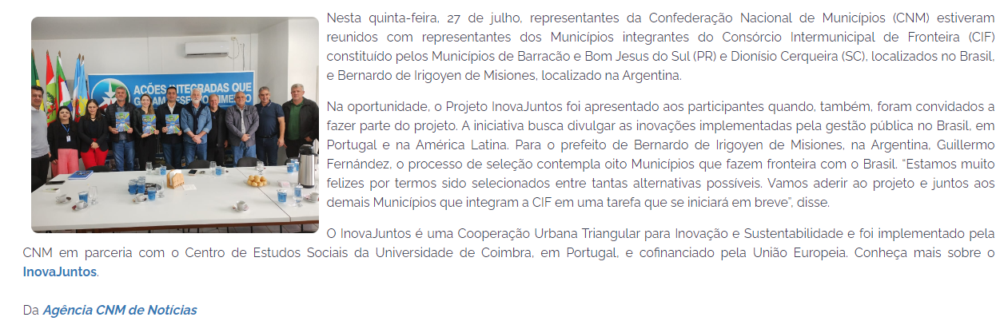 AÇÕES INTEGRADAS QUE
Nesta quinta-feira, 27 de julho, representantes da Confederação Nacional de Municípios (CNM) estiveram
reunidos com representantes dos Municípios integrantes do Consórcio Intermunicipal de Fronteira (CIF)
constituído pelos Municípios de Barracão e Bom Jesus do Sul (PR) e Dionísio Cerqueira (SC), localizados no Brasil,
e Bernardo de Irigoyen de Misiones, localizado na Argentina.
Na oportunidade, o Projeto InovaJuntos foi apresentado aos participantes quando, também, foram convidados a
fazer parte do projeto. A iniciativa busca divulgar as inovações implementadas pela gestão pública no Brasil, em
Portugal e na América Latina. Para o prefeito de Bernardo de Irigoyen de Misiones, na Argentina, Guillermo
Fernández, o processo de seleção contempla oito Municípios que fazem fronteira com o Brasil. “Estamos muito
felizes por termos sido selecionados entre tantas alternativas possíveis. Vamos aderir ao projeto e juntos aos
demais Municípios que integram a CIF em uma tarefa que se iniciará em breve”, disse.
O InovaJuntos é uma Cooperação Urbana Triangular para Inovação e Sustentabilidade e foi implementado pela
CNM em parceria com o Centro de Estudos Sociais da Universidade de Coimbra, em Portugal, e cofinanciado pela União Europeia. Conheça mais sobre o
InovaJuntos.
Da Agência CNM de Notícias